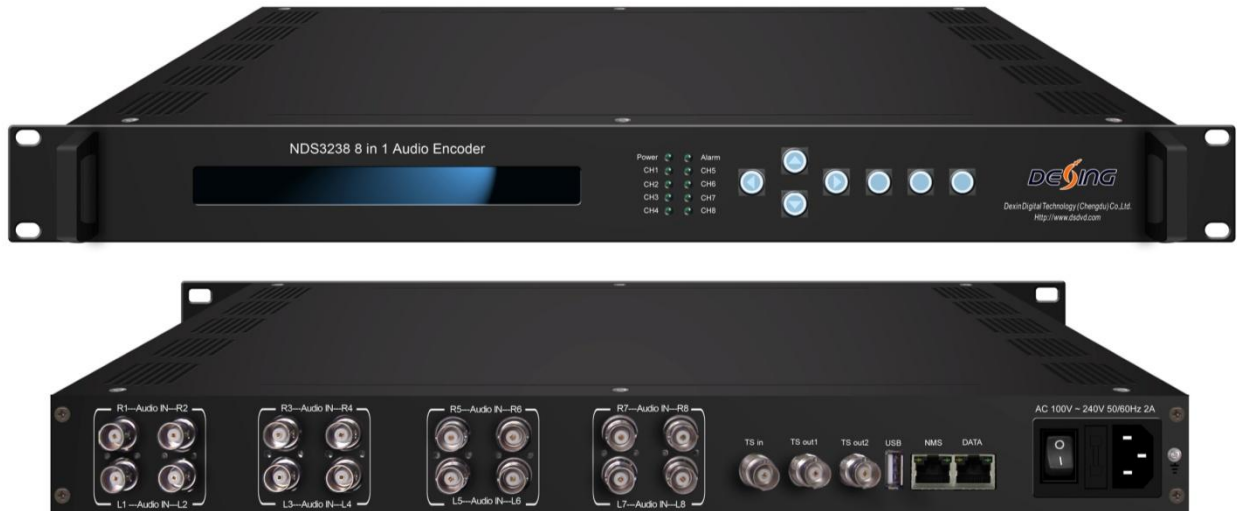 NDS3238 8 in 1 Audio Encoder
Power Alarm
CH1 CH5
CH2 CH6
CH3 CH7
CH4 CH8
DEXING
Dexin Digital Technology (Chengdu) Co.,Ltd.
Http://www.dsdvd.com
R1---Audio IN---R2
R3---Audio IN---R4
R5---Audio IN---R6
R7---Audio IN---R8
AC 100V ~ 240V 50/60Hz 2A
TS in
TS out1
TS out2
USB
NMS
DATA
L1 ---Audio IN---L2
L3---Audio IN---L4
L5---Audio IN---L6
L7---Audio IN---L8